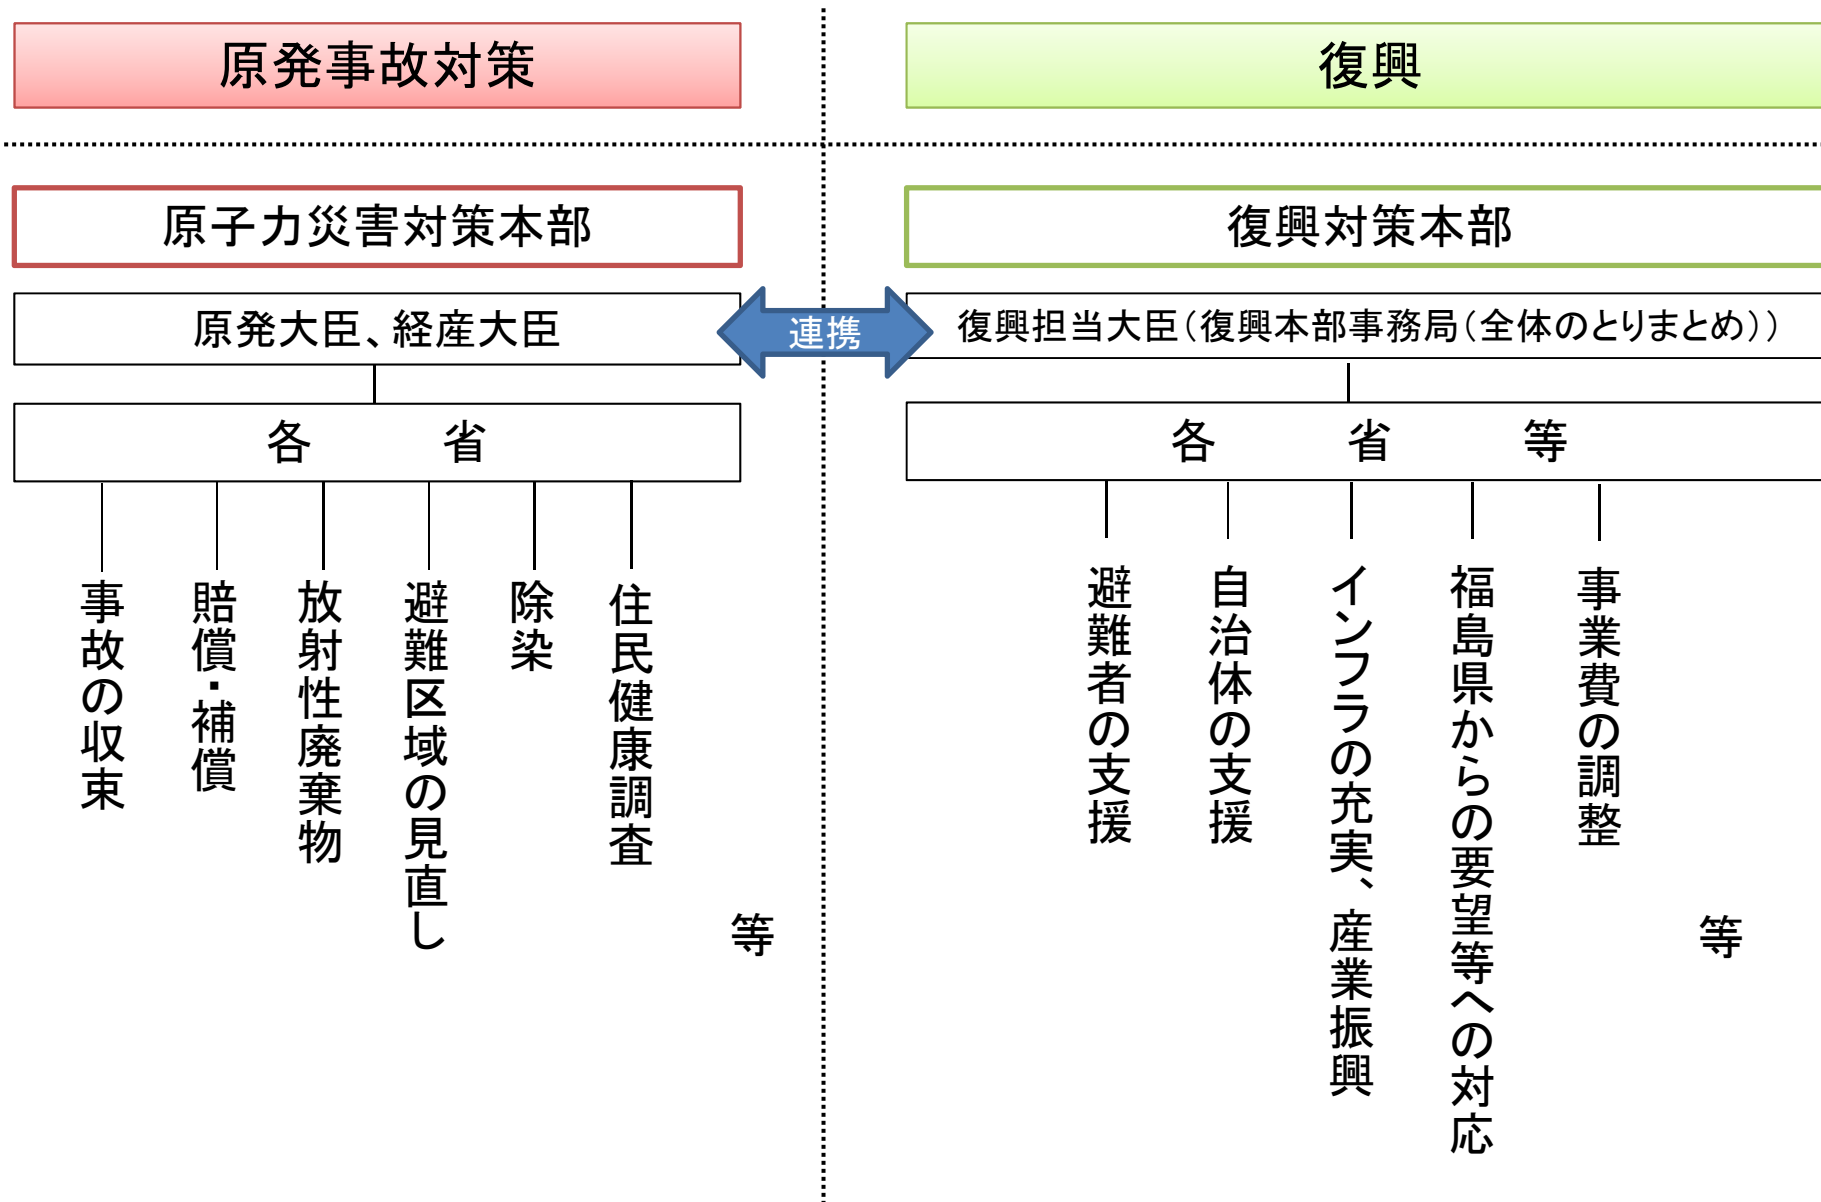 原発事故対策
復興
原子力災害対策本部
復興対策本部
原発大臣、経産大臣
連携
復興担当大臣(復興本部事務局(全体のとりまとめ))
各 省
各 省 等
事故の収束
賠償・補償
放射性廃棄物
避難区域の見直し
除染
住民健康調査
等
避難者の支援
自治体の支援
インフラの充実、産業振興
福島県からの要望等への対応
事業費の調整
等